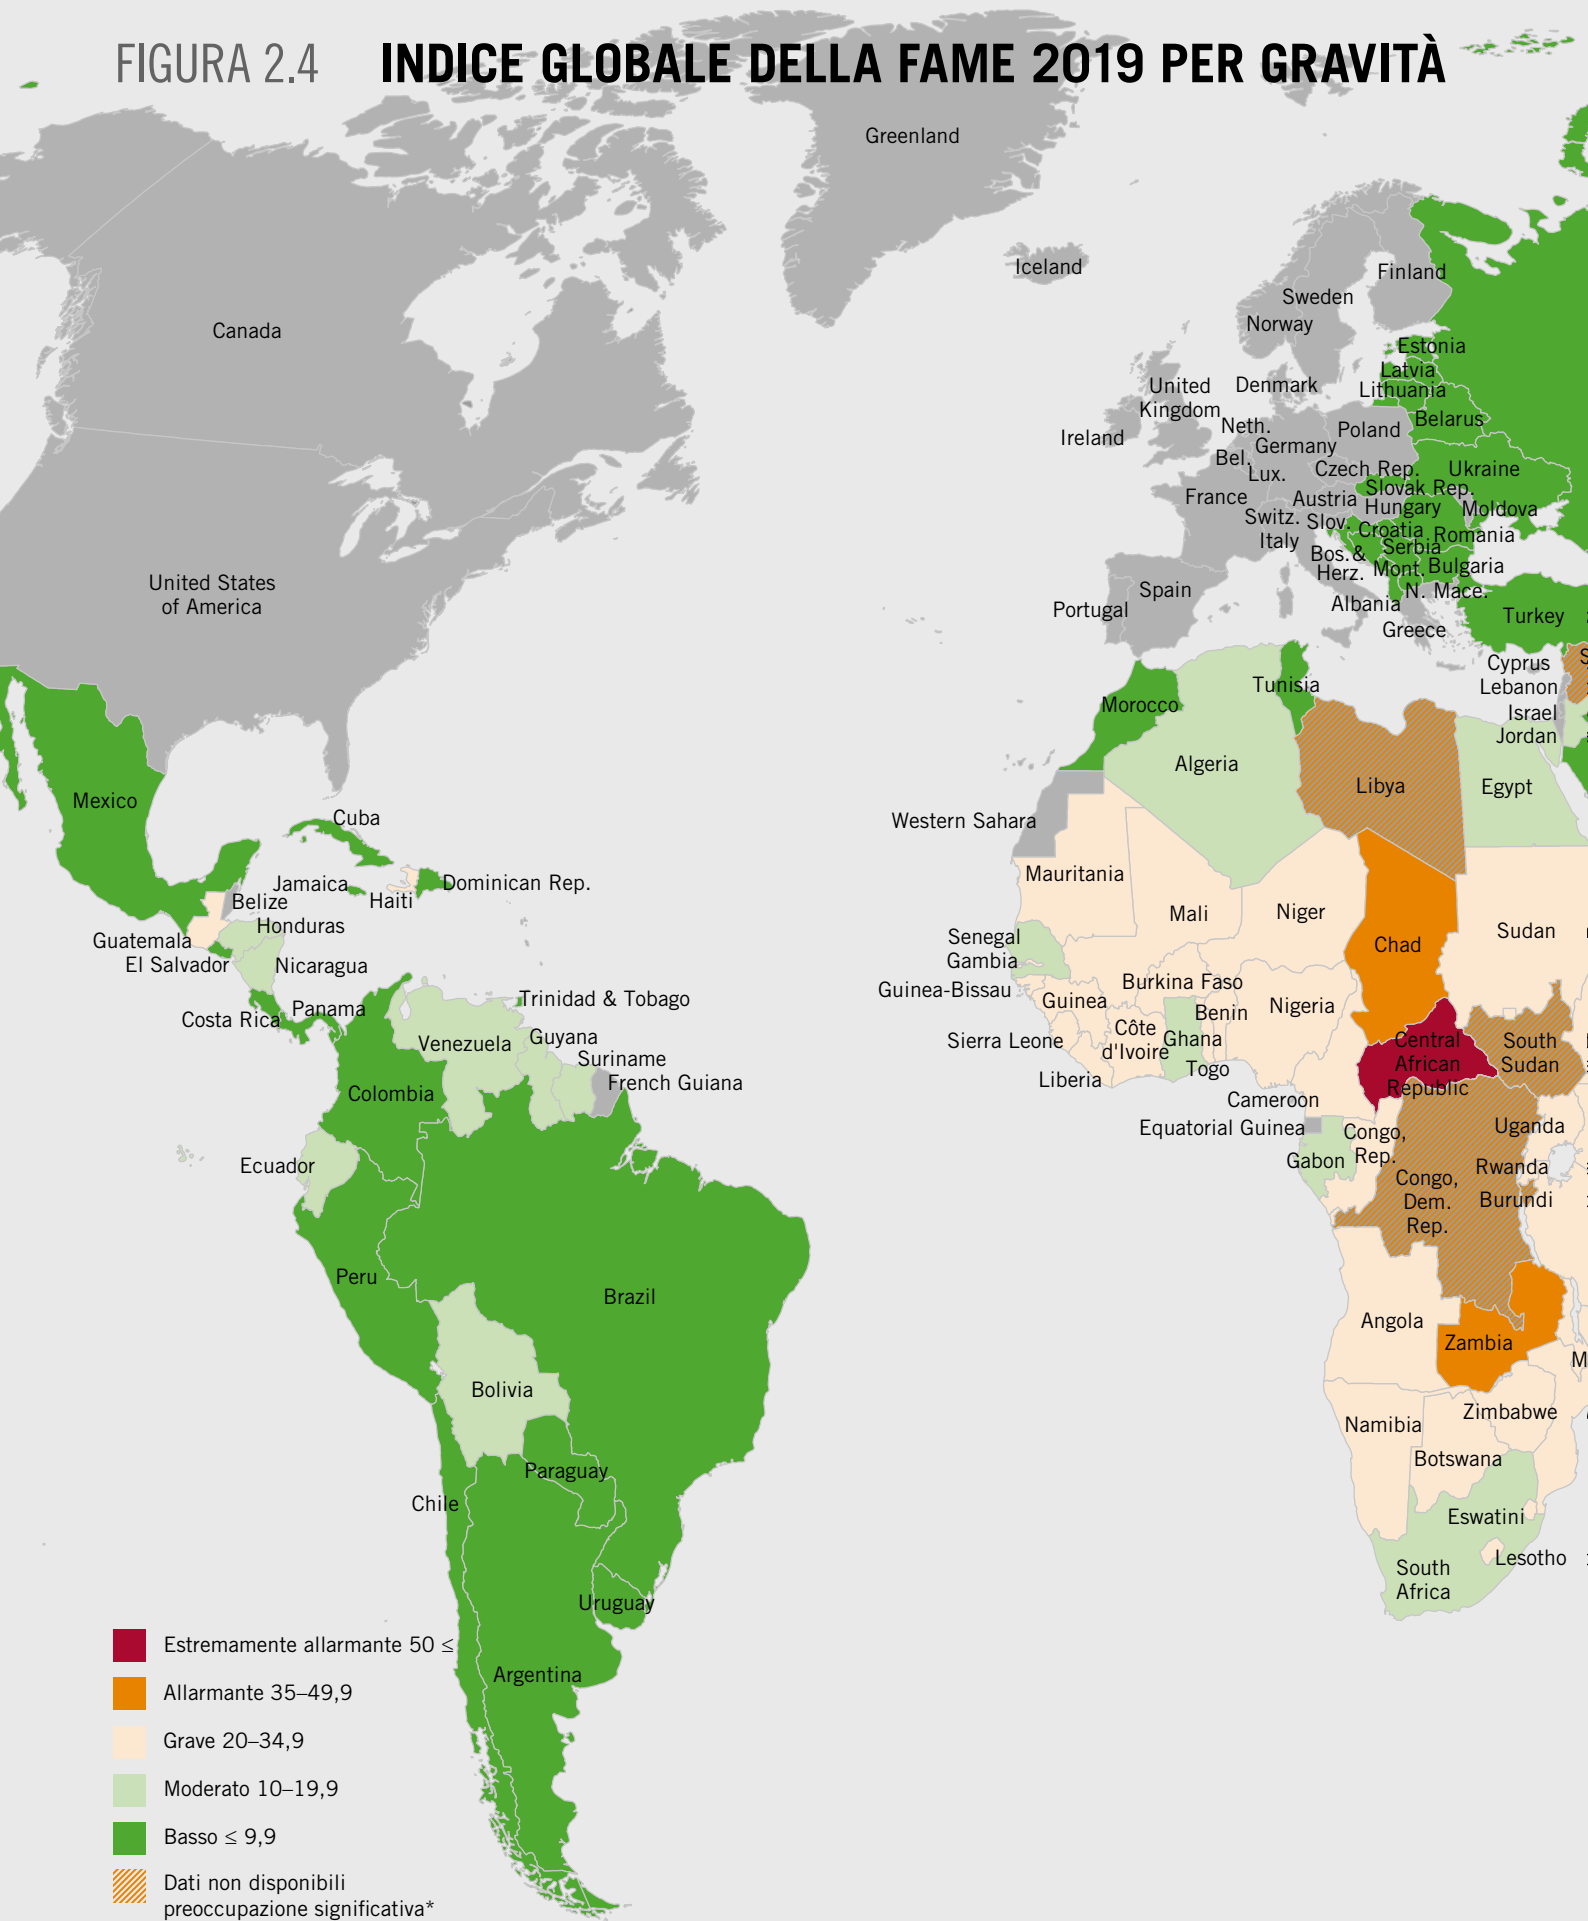 FIGURA 2.4 INDICE GLOBALE DELLA FAME 2019 PER GRAVITÀ
Greenland
Iceland
Finland
Sweden
Norway
Canada
Estonia
Latvia
Lithuania
United
Kingdom
Denmark
Belarus
Neth.
Poland
Ireland
Germany
Bel.
Czech Rep.
Ukraine
Lux.
Slovak Rep.
France
Austria
Hungary
Moldova
Switz.
Slov.
Croatia
Romania
Italy
Serbia
Bos.&
Herz.
Mont.
Bulgaria
N. Mace.
United States
of America
Spain
Portugal
Albania
Greece
Turkey
Cyprus
Lebanon
Israel
Jordan
Tunisia
Morocco
Algeria
Libya
Egypt
Mexico
Cuba
Western Sahara
Jamaica
Haiti
Dominican Rep.
Belize
Honduras
Guatemala
El Salvador
Nicaragua
Mauritania
Mali
Niger
Chad
Sudan
Senegal
Gambia
Guinea-Bissau
Guinea
Burkina Faso
Benin
Nigeria
Costa Rica
Panama
Trinidad & Tobago
Venezuela
Guyana
Suriname
French Guiana
Colombia
Sierra Leone
Côte
d'Ivoire
Ghana
Togo
Liberia
Central
African
Republic
South
Sudan
Cameroon
Equatorial Guinea
Congo,
Rep.
Gabon
Uganda
Rwanda
Congo,
Dem.
Rep.
Burundi
Ecuador
Peru
Brazil
Angola
Zambia
Bolivia
Namibia
Zimbabwe
Botswana
Paraguay
Chile
Eswatini
Lesotho
South
Africa
Uruguay
Argentina
Estremamente allarmante 50 ≤
Allarmante 35–49,9
Grave 20–34,9
Moderato 10–19,9
Basso ≤ 9,9
Dati non disponibili
preoccupazione significativa*